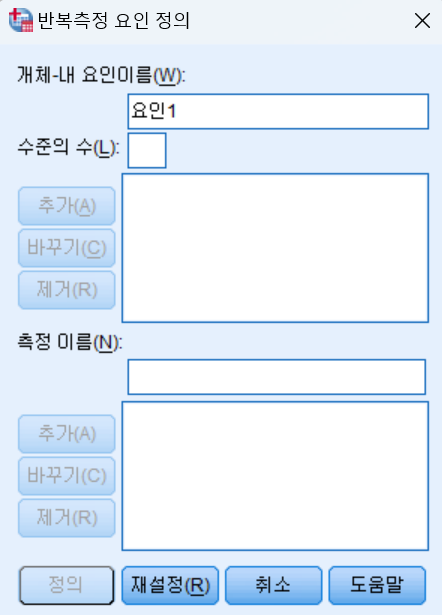 반복측정 요인 정의
개체-내 요인이름(W):
요인1
수준의 수(L):
추가(A)
바꾸기(C)
제거(R)
측정 이름(N):
추가(A)
바꾸기(C)
제거(R)
정의 재설정(R) 취소 도움말